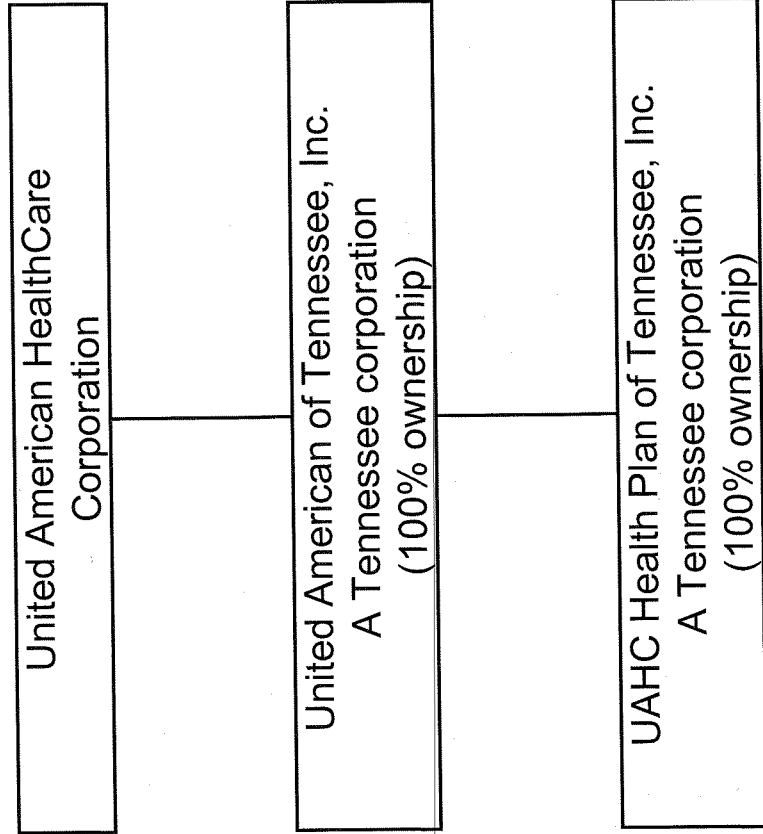 United American HealthCare
Corporation
United American of Tennessee, Inc.
A Tennessee corporation
(100% ownership)
UAHC Health Plan of Tennessee, Inc.
A Tennessee corporation
(100% ownership)